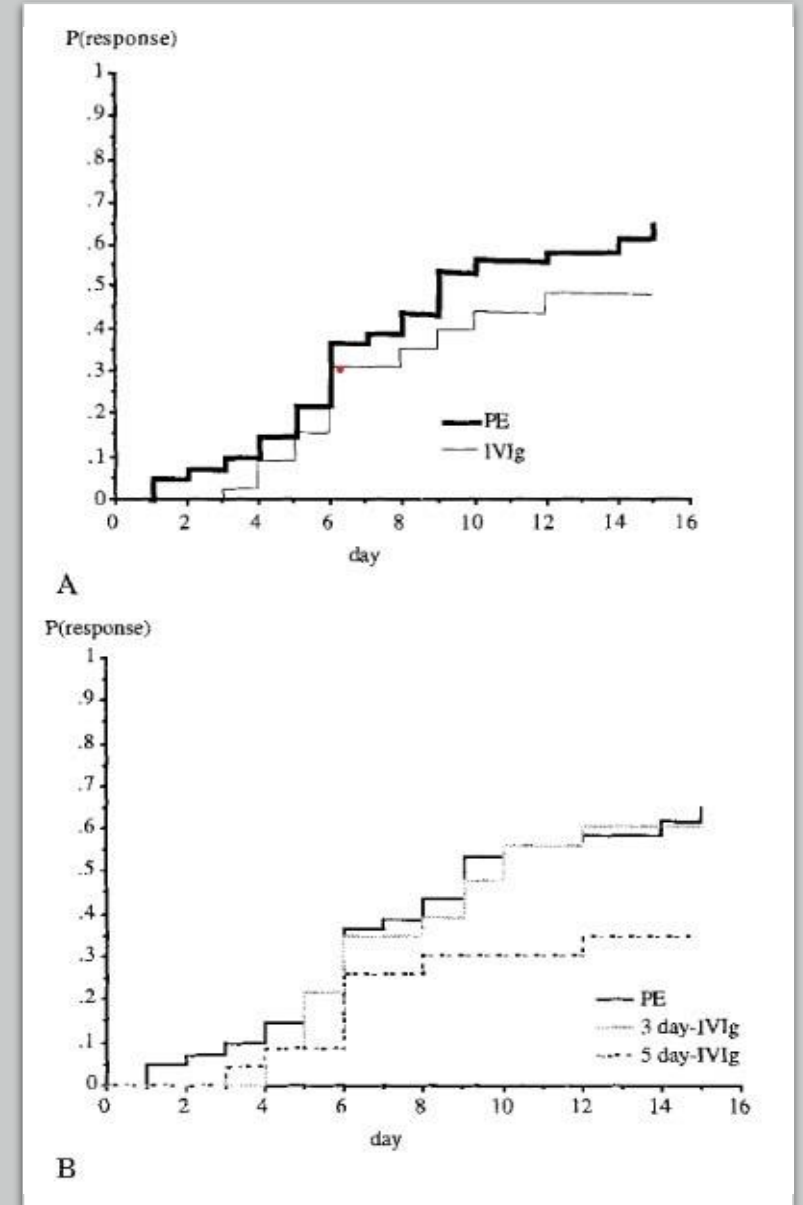 P(response)
1
.9
.8
.7
.6
.5
.4
.3
.2
.1
0
PE
IVIg
0 2 4 6 8 10 12 14 16
day
A
P(response)
1
.9
.8
.7
.6
.5
.4
.3
.2
.1
0
PE
3 day-IVIg
5 day-IVIg
0 2 4 6 8 10 12 14 16
day
B